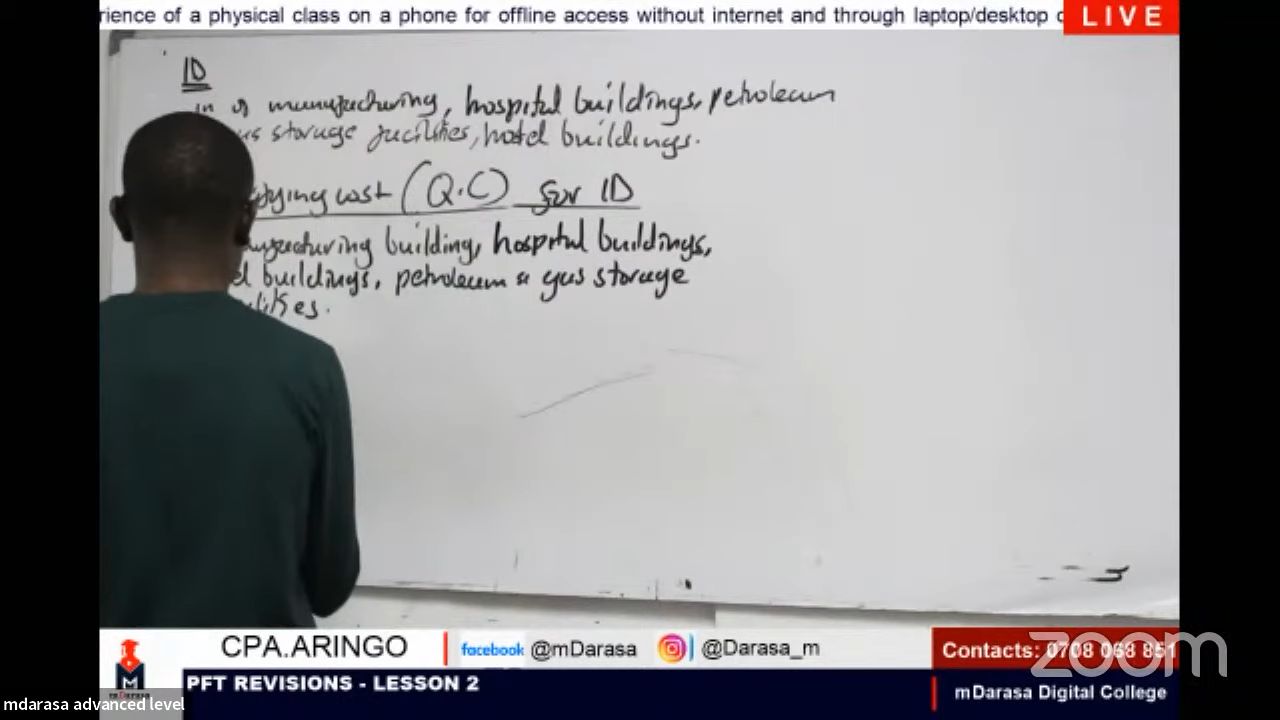 rience of a physical class on a phone for offline access without internet and through laptop/desktop
LIVE
ID
in of manufacturing, hospital buildings, petroleum
storage facilities, hotel buildings.
cost (Q.C) for ID
building, hospital buildings,
buildings, petroleum & gas storage
CPA.ARINGO
facebook @mDarasa @Darasa_m
Contacts: 0708 068 851
zoom
PFT REVISIONS - LESSON 2
mDarasa Digital College
mDarasa
mdarasa advanced level